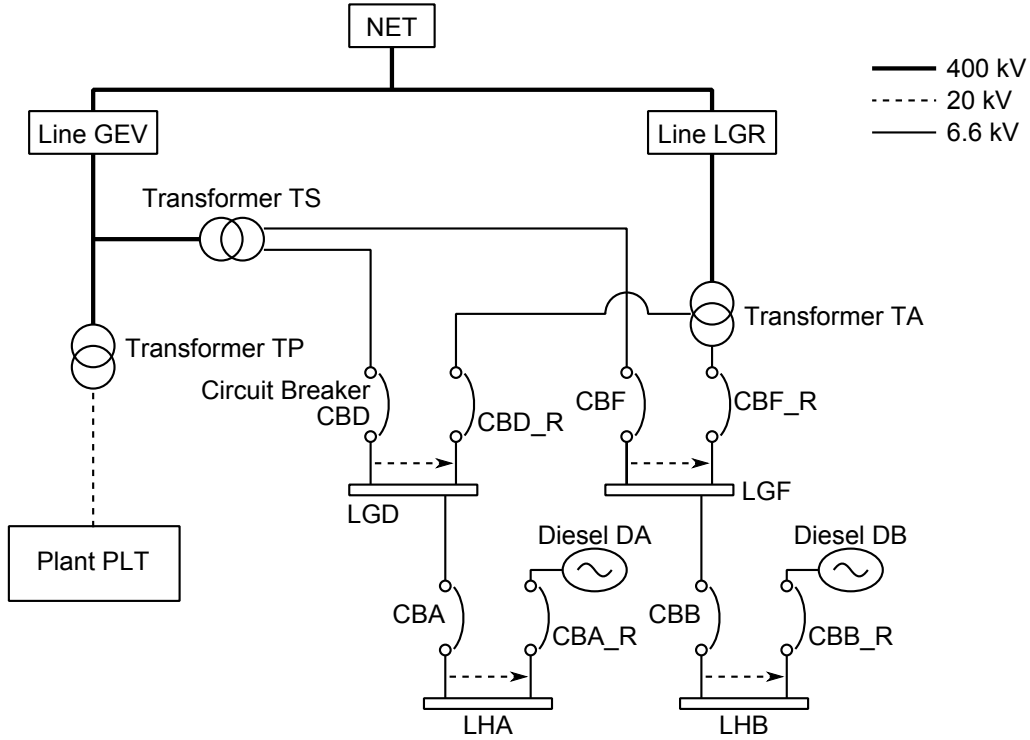 NET
400 kV
20 kV
6.6 kV
Line GEV
Line LGR
Transformer TS
Transformer TA
Transformer TP
Circuit Breaker
CBD
CBD_R
CBF
CBF_R
LGD
LGF
Plant PLT
Diesel DA
Diesel DB
CBA
CBA_R
CBB
CBB_R
LHA
LHB